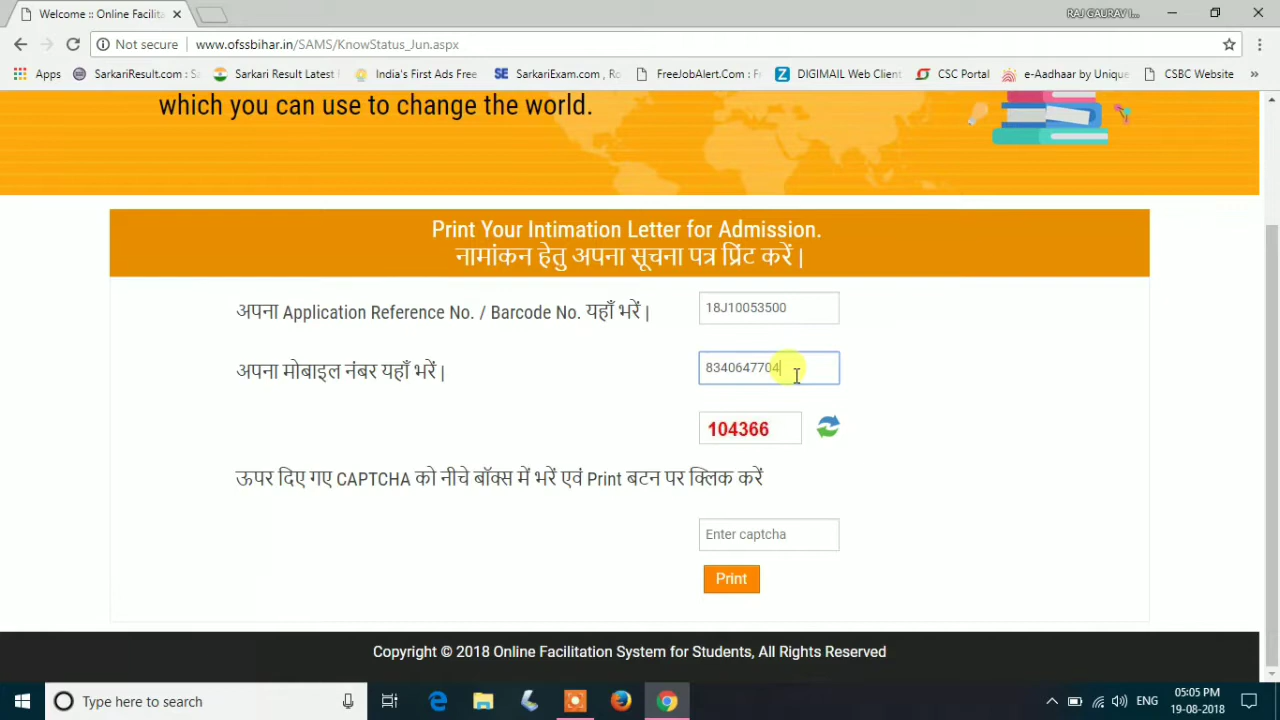 Welcome :: Online Facilita
RAJ GAURAV I...
Not secure
www.ofssbihar.in/SAMS/KnowStatus_Jun.aspx
Apps
SarkariResult.com : Sa
Sarkari Result Latest I
India's First Ads Free
SE SarkariExam.com , Ro
FreeJobAlert.Com : Fr
Z DIGIMAIL Web Client
CSC Portal
e-Aadhaar by Unique
CSBC Website
»
which you can use to change the world.
Print Your Intimation Letter for Admission.
नामांकन हेतु अपना सूचना पत्र प्रिंट करें |
अपना Application Reference No. / Barcode No. यहाँ भरें |
18J10053500
अपना मोबाइल नंबर यहाँ भरें |
8340647704
104366
ऊपर दिए गए CAPTCHA को नीचे बॉक्स में भरें एवं Print बटन पर क्लिक करें
Enter captcha
Print
Copyright © 2018 Online Facilitation System for Students, All Rights Reserved
Type here to search
ENG
05:05 PM
19-08-2018